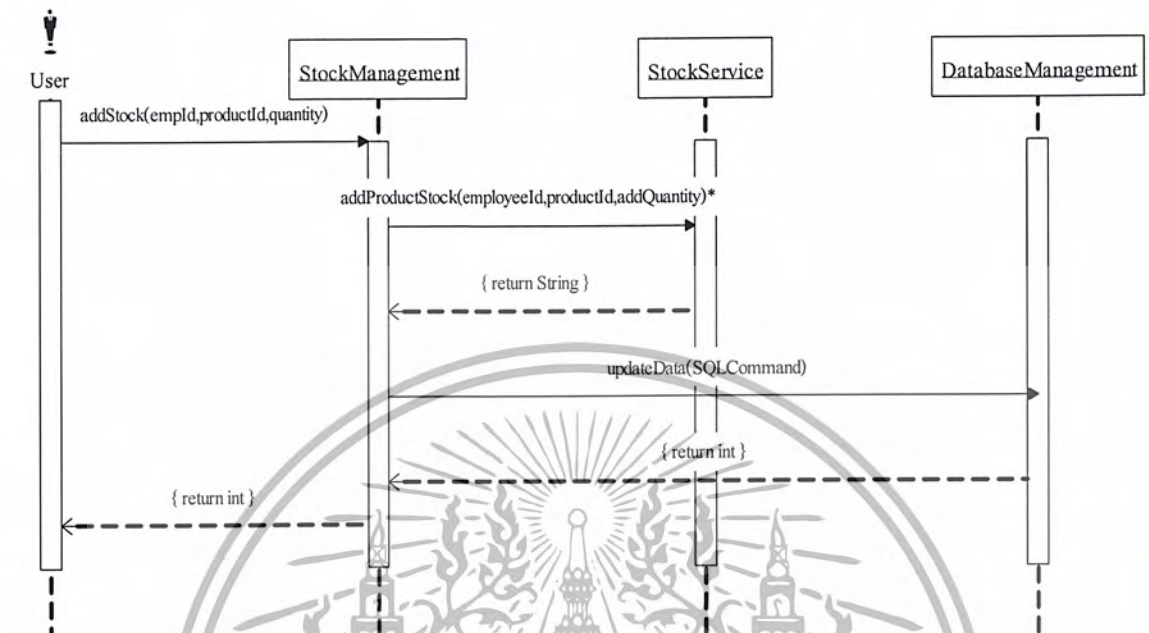 User
StockManagement
StockService
DatabaseManagement
addStock(empId,productId,quantity)
addProductStock(employeeId,productId,addQuantity)*
{ return String }
updateData(SQLCommand)
{ return int }
{ return int }